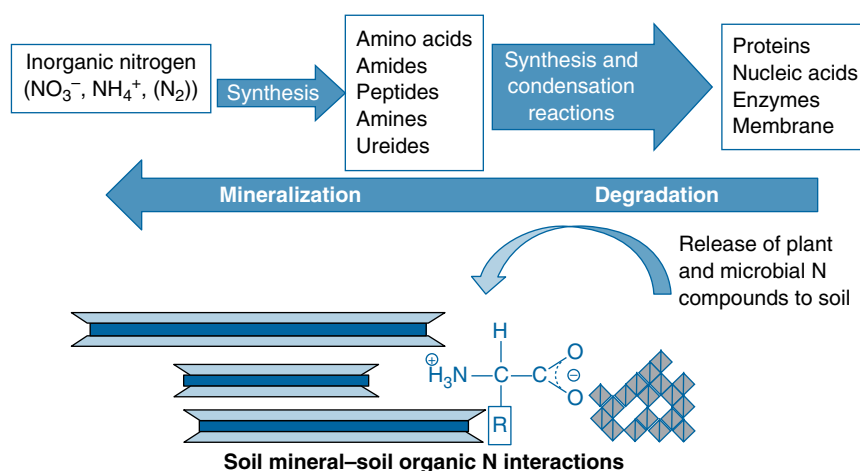 Inorganic nitrogen
(NO₃⁻, NH₄⁺, (N₂))
Synthesis
Amino acids
Amides
Peptides
Amines
Ureides
Synthesis and
condensation
reactions
Proteins
Nucleic acids
Enzymes
Membrane
Mineralization
Degradation
Release of plant
and microbial N
compounds to soil
H
⊕
H₃N
C
C
O
⊖
O
R
Soil mineral–soil organic N interactions